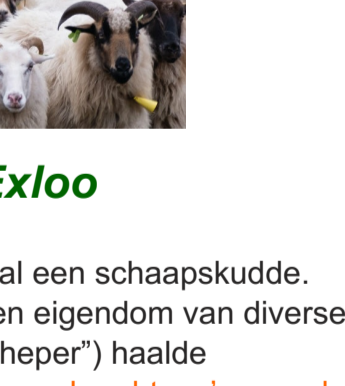 Exloo
al een schaapskudde.
en eigendom van diverse
heper”) haalde